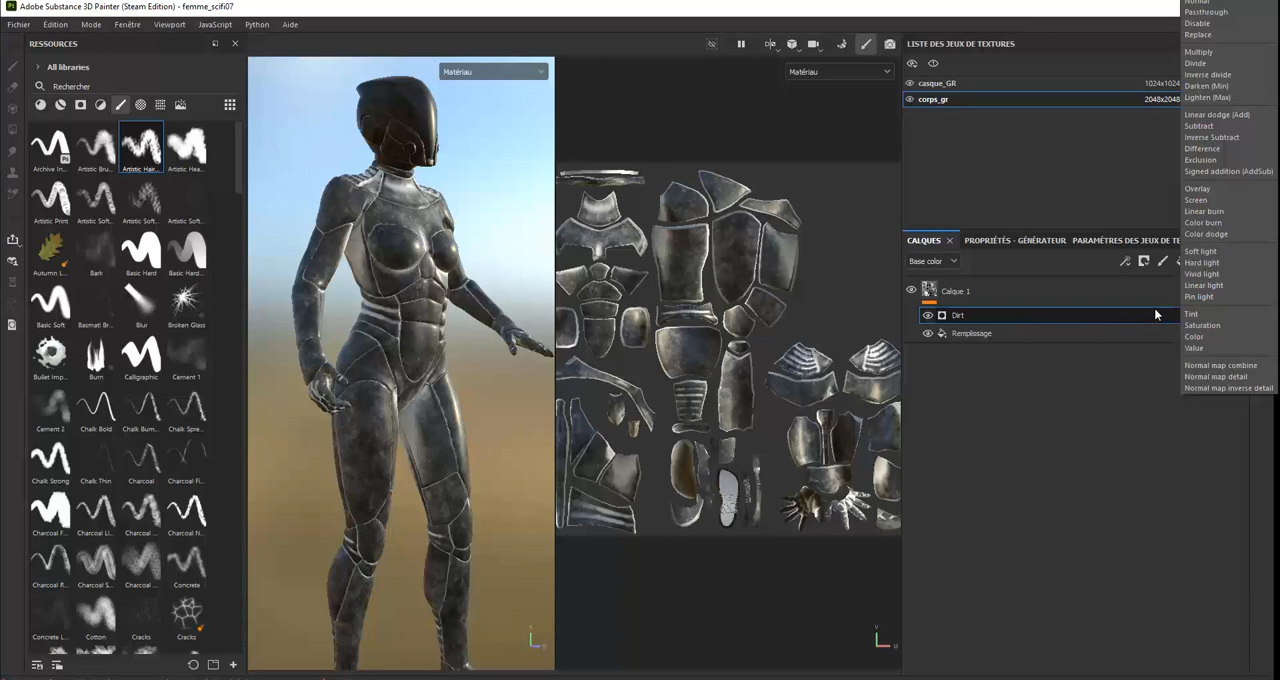 Adobe Substance 3D Painter (Steam Edition) - femme_scifi07
Fichier Édition Mode Fenêtre Viewport JavaScript Python Aide
RESSOURCES
All libraries
Rechercher
Archive In...
Artistic Bru...
Artistic Hair...
Artistic Hea...
Artistic Print
Artistic Soft...
Artistic Soft...
Artistic Soft...
Autumn L...
Bark
Basic Hard
Basic Hard...
Basic Soft
Basmati Br...
Blur
Broken Glass
Bullet Imp...
Burn
Calligraphic
Cement 1
Cement 2
Chalk Bold
Chalk Bum...
Chalk Spre...
Chalk Strong
Chalk Thin
Charcoal
Charcoal Fi...
Charcoal F...
Charcoal Li...
Charcoal M...
Charcoal N...
Charcoal R...
Charcoal S...
Charcoal ...
Concrete
Concrete L...
Cotton
Cracks
Cracks
Matériau
Matériau
LISTE DES JEUX DE TEXTURES
casque_GR 1024x1024
corps_gr 2048x2048
CALQUES PROPRIÉTÉS - GÉNÉRATEUR PARAMÈTRES DES JEUX DE TE
Base color
Calque 1
Dirt
Remplissage
Normal
Passthrough
Disable
Replace
Multiply
Divide
Inverse divide
Darken (Min)
Lighten (Max)
Linear dodge (Add)
Subtract
Inverse Subtract
Difference
Exclusion
Signed addition (AddSub)
Overlay
Screen
Linear burn
Color burn
Color dodge
Soft light
Hard light
Vivid light
Linear light
Pin light
Tint
Saturation
Color
Value
Normal map combine
Normal map detail
Normal map inverse detail